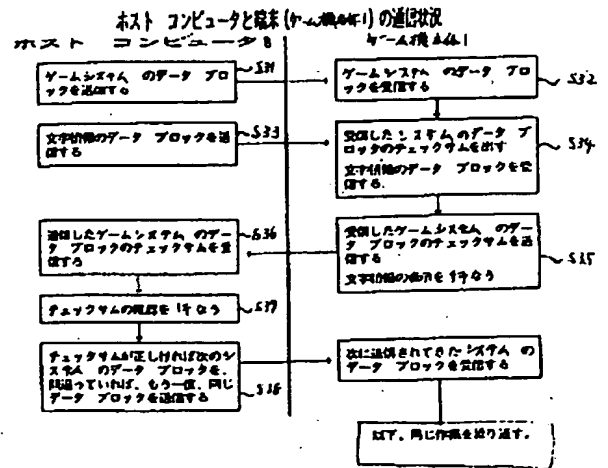 ホスト コンピュータと端末(ゲーム機本体1)の通信状況
ホスト コンピュータ8
ゲーム機本体1
ゲームシステム のデータ ブロ
ックを送信する
S31
ゲームシステム のデータ ブロ
ックを受信する
S32
文字情報のデータ ブロックを送
信する
S33
受信したシステムのデータ ブ
ロックのチェックサムを出す
文字情報のデータ ブロックを受
信する
S34
受信したゲームシステム のデー
タ ブロックのチェックサムを送
信する
文字情報の表示を行なう
S35
送信したゲームシステム のデー
タ ブロックのチェックサムを受
信する
S36
チェックサムの確認を行なう
S37
チェックサムが正しければ次のシ
ステム のデータ ブロックを、
間違っていれば、もう一度、同じ
データ ブロックを送信する
S38
次に送信されてきたシステム の
データ ブロックを受信する
以下、同じ作業を繰り返す。